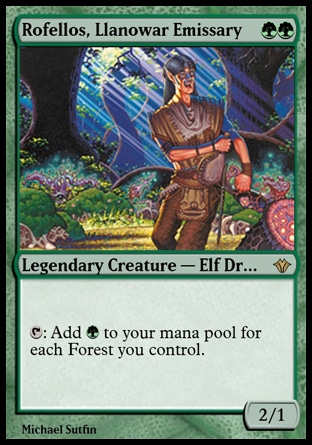 Rofellos, Llanowar Emissary
Legendary Creature — Elf Dr...
: Add to your mana pool for
each Forest you control.
2/1
Michael Sutfin